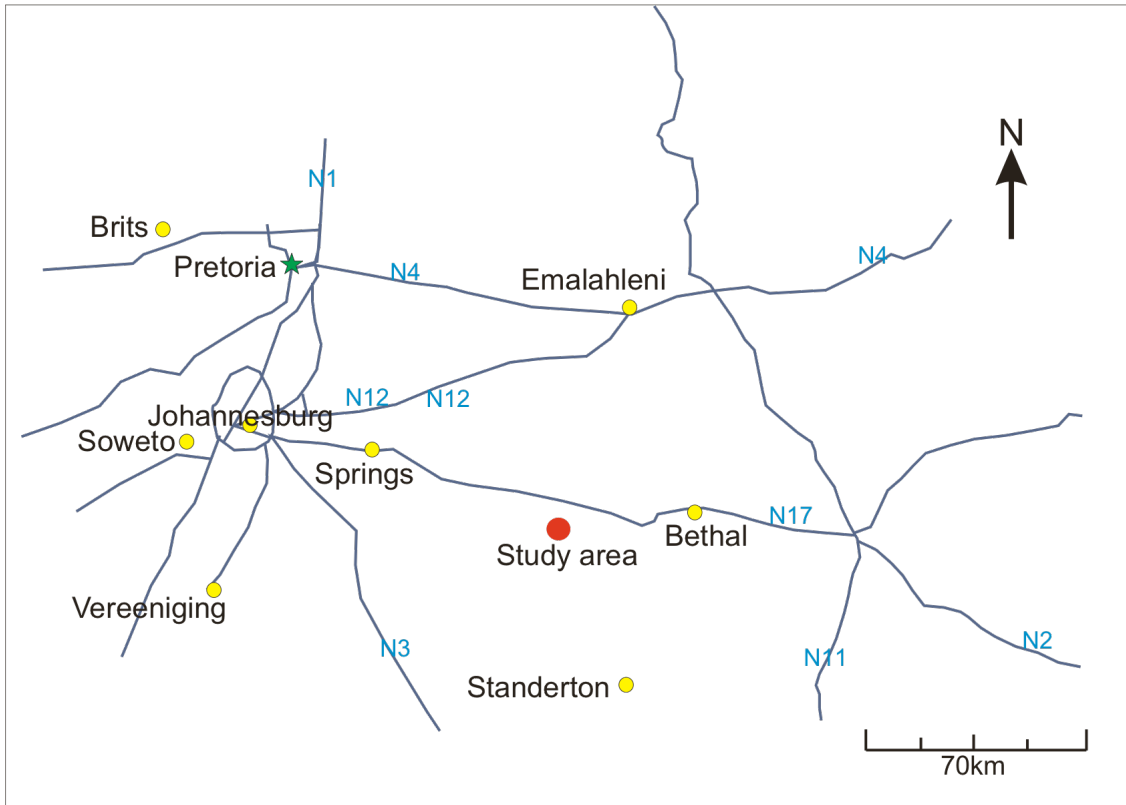 N
N1
Brits
Pretoria
N4
N4
Emalahleni
N12
N12
Johannesburg
Soweto
Springs
N17
Bethal
Study area
Vereeniging
N3
N2
N11
Standerton
70km